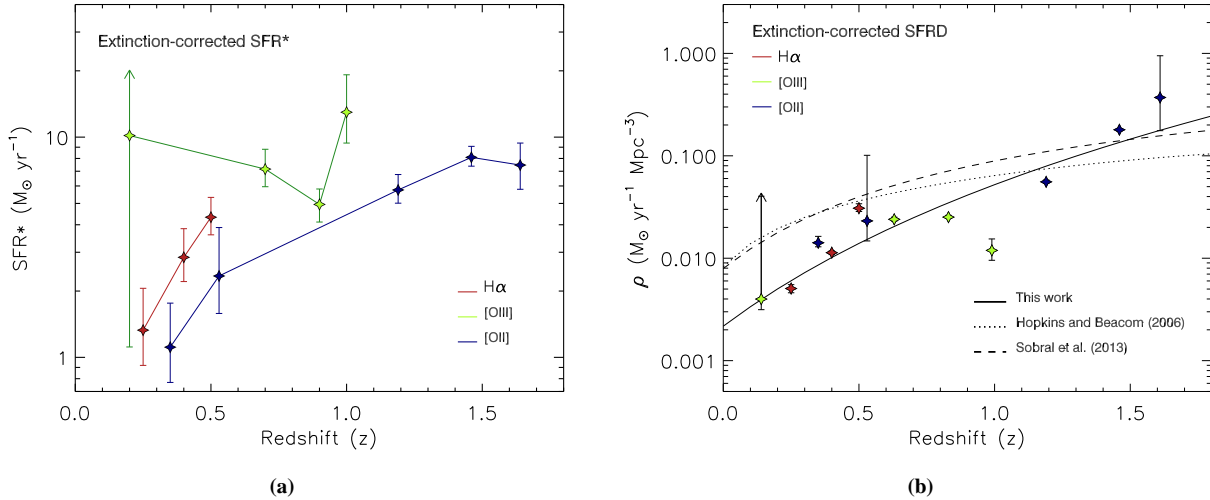 Extinction-corrected SFR*
10
1
SFR* (M⊙ yr⁻¹)
Hα
[OIII]
[OII]
0.0 0.5 1.0 1.5
Redshift (z)
(a)
Extinction-corrected SFRD
Hα
[OIII]
[OII]
1.000
0.100
0.010
0.001
ρ (M⊙ yr⁻¹ Mpc⁻³)
This work
Hopkins and Beacom (2006)
Sobral et al. (2013)
0.0 0.5 1.0 1.5
Redshift (z)
(b)